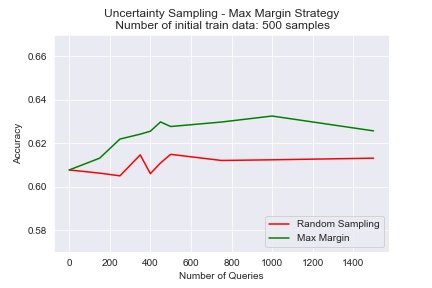 Uncertainty Sampling - Max Margin Strategy
Number of initial train data: 500 samples
0.66
0.64
0.62
0.60
0.58
Accuracy
Random Sampling
Max Margin
0 200 400 600 800 1000 1200 1400
Number of Queries